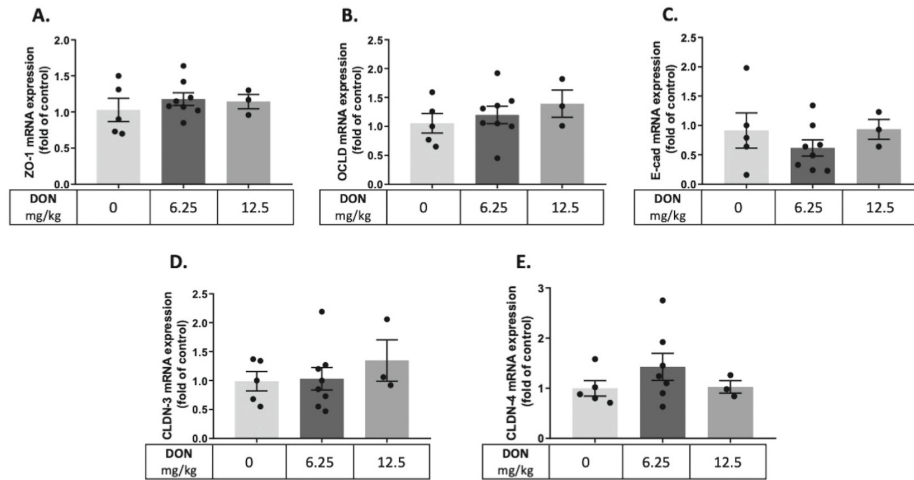 A.
ZO-1 mRNA expression
(fold of control)
2.0
1.5
1.0
0.5
0.0
DON
mg/kg
0
6.25
12.5
B.
OCLD mRNA expression
(fold of control)
2.5
2.0
1.5
1.0
0.5
0.0
DON
mg/kg
0
6.25
12.5
C.
E-cad mRNA expression
(fold of control)
2.5
2.0
1.5
1.0
0.5
0.0
DON
mg/kg
0
6.25
12.5
D.
CLDN-3 mRNA expression
(fold of control)
2.5
2.0
1.5
1.0
0.5
0.0
DON
mg/kg
0
6.25
12.5
E.
CLDN-4 mRNA expression
(fold of control)
3
2
1
0
DON
mg/kg
0
6.25
12.5